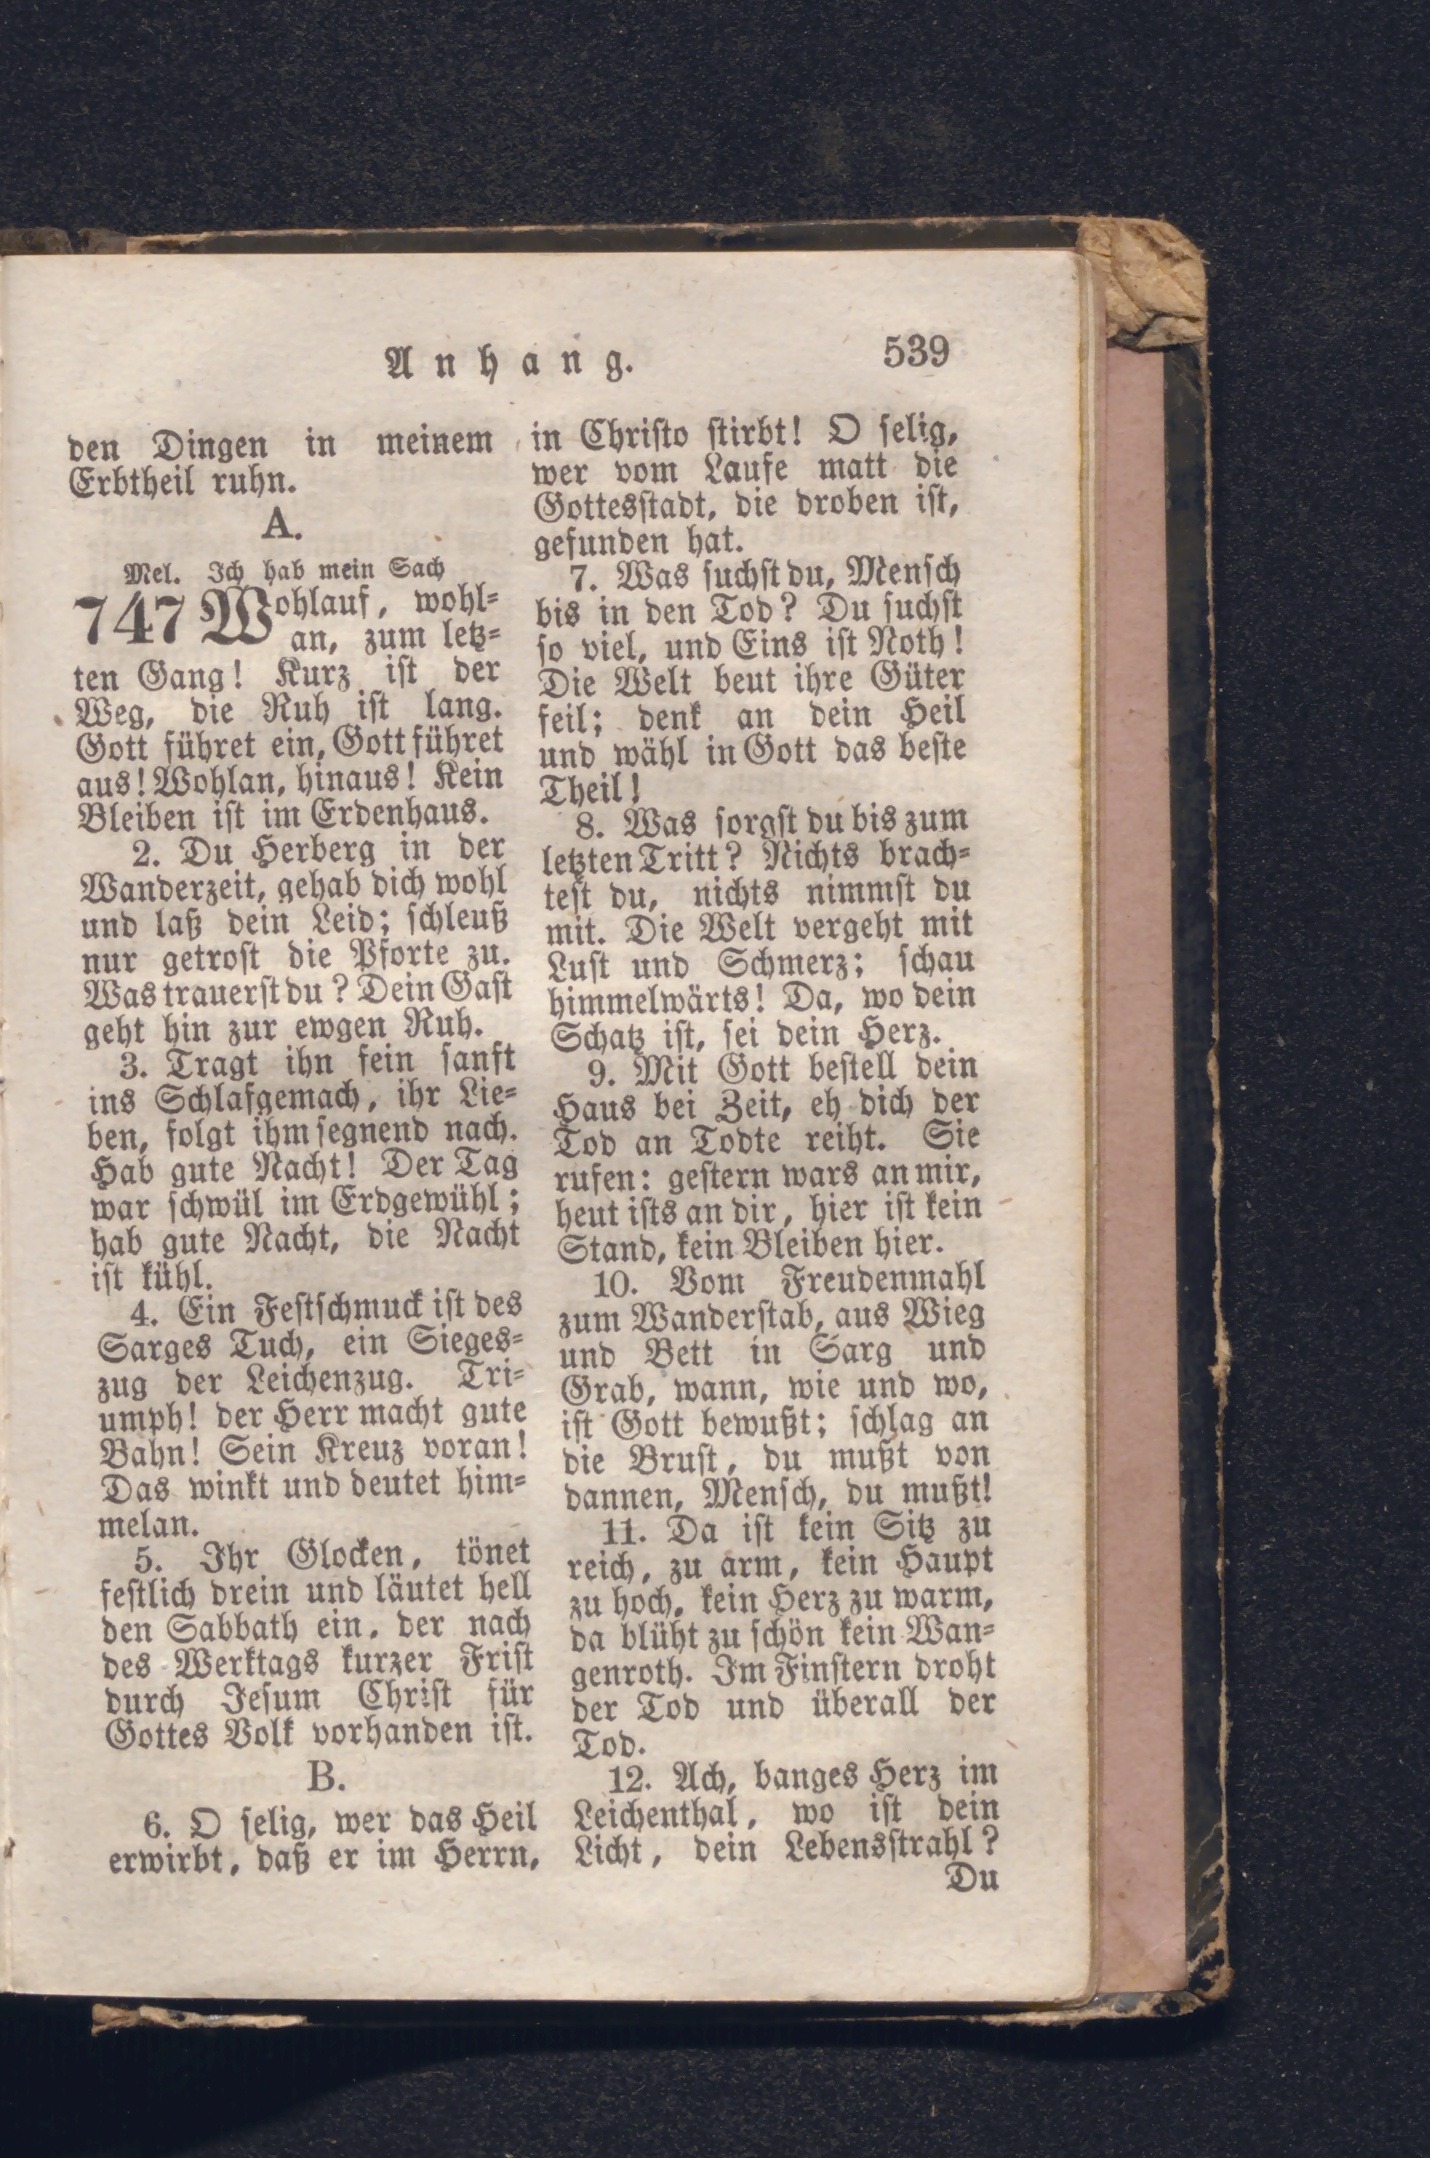 Anhang.
539
den Dingen in meinem
Erbtheil ruhn.
A.
Mel. Ich hab mein Sach
747 Wohlauf, wohl-
an, zum letz-
ten Gang! Kurz ist der
Weg, die Ruh ist lang.
Gott führet ein, Gott führet
aus! Wohlan, hinaus! Kein
Bleiben ist im Erdenhaus.
2. Du Herberg in der
Wanderzeit, gehab dich wohl
und laß dein Leid; schleuß
nur getrost die Pforte zu.
Was trauerst du? Dein Gast
geht hin zur ewgen Ruh.
3. Tragt ihn fein sanft
ins Schlafgemach, ihr Lie-
ben, folgt ihm segnend nach.
Hab gute Nacht! Der Tag
war schwül im Erdgewühl;
hab gute Nacht, die Nacht
ist kühl.
4. Ein Festschmuck ist des
Sarges Tuch, ein Sieges-
zug der Leichenzug. Tri-
umph! der Herr macht gute
Bahn! Sein Kreuz voran!
Das winkt und deutet him-
melan.
5. Ihr Glocken, tönet
festlich drein und läutet hell
den Sabbath ein, der nach
des Werktags kurzer Frist
durch Jesum Christ für
Gottes Volk vorhanden ist.
B.
6. O selig, wer das Heil
erwirbt, daß er im Herrn,
in Christo stirbt! O selig,
wer vom Laufe matt die
Gottesstadt, die droben ist,
gefunden hat.
7. Was suchst du, Mensch
bis in den Tod? Du suchst
so viel, und Eins ist Noth!
Die Welt beut ihre Güter
feil; denk an dein Heil
und wähl in Gott das beste
Theil!
8. Was sorgst du bis zum
letzten Tritt? Nichts brach-
test du, nichts nimmst du
mit. Die Welt vergeht mit
Lust und Schmerz; schau
himmelwärts! Da, wo dein
Schatz ist, sei dein Herz.
9. Mit Gott bestell dein
Haus bei Zeit, eh dich der
Tod an Todte reiht. Sie
rufen: gestern wars an mir,
heut ists an dir, hier ist kein
Stand, kein Bleiben hier.
10. Vom Freudenmahl
zum Wanderstab, aus Wieg
und Bett in Sarg und
Grab, wann, wie und wo,
ist Gott bewußt; schlag an
die Brust, du mußt von
dannen, Mensch, du mußt!
11. Da ist kein Sitz zu
reich, zu arm, kein Haupt
zu hoch, kein Herz zu warm,
da blüht zu schön kein Wan-
genroth. Im Finstern droht
der Tod und überall der
Tod.
12. Ach, banges Herz im
Leichenthal, wo ist dein
Licht, dein Lebensstrahl?
Du